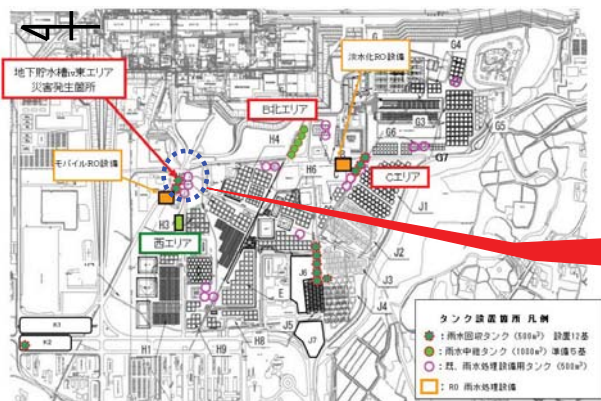 地下貯水槽ⅳ東エリア
災害発生箇所
淡水化RO設備
B北エリア
モバイルRO設備
Cエリア
西エリア
G
G4
G3
G5
G6
G7
H4
H6
H3
J1
J2
J3
J4
J6
E
J5
J7
K3
K2
H1
H9
H8
タンク設置箇所 凡例
:雨水回収タンク (500m³) 設置12基
:雨水中継タンク (1000m³) 準備5基
:既、雨水処理設備用タンク (500m³)
:RO 雨水処理設備